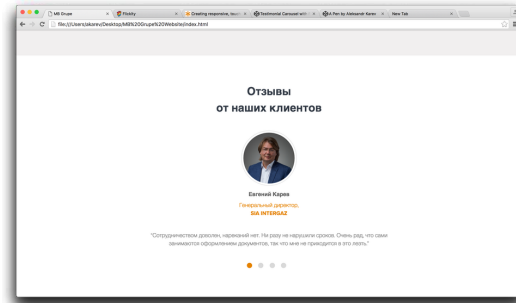 MB Grupe
Flickity
Creating responsive, touch
Testimonial Carousel with
A Pen by Aleksandr Karev
New Tab
file:///Users/akarev/Desktop/MB%20Grupe%20Website/index.html
Отзывы
от наших клиентов
Евгений Карев
Генеральный директор,
SIA INTERGAZ
"Сотрудничеством доволен, нареканий нет. Ни разу не нарушили сроков. Очень рад, что сами
занимаются оформлением документов, так что мне не приходится в это лезть."